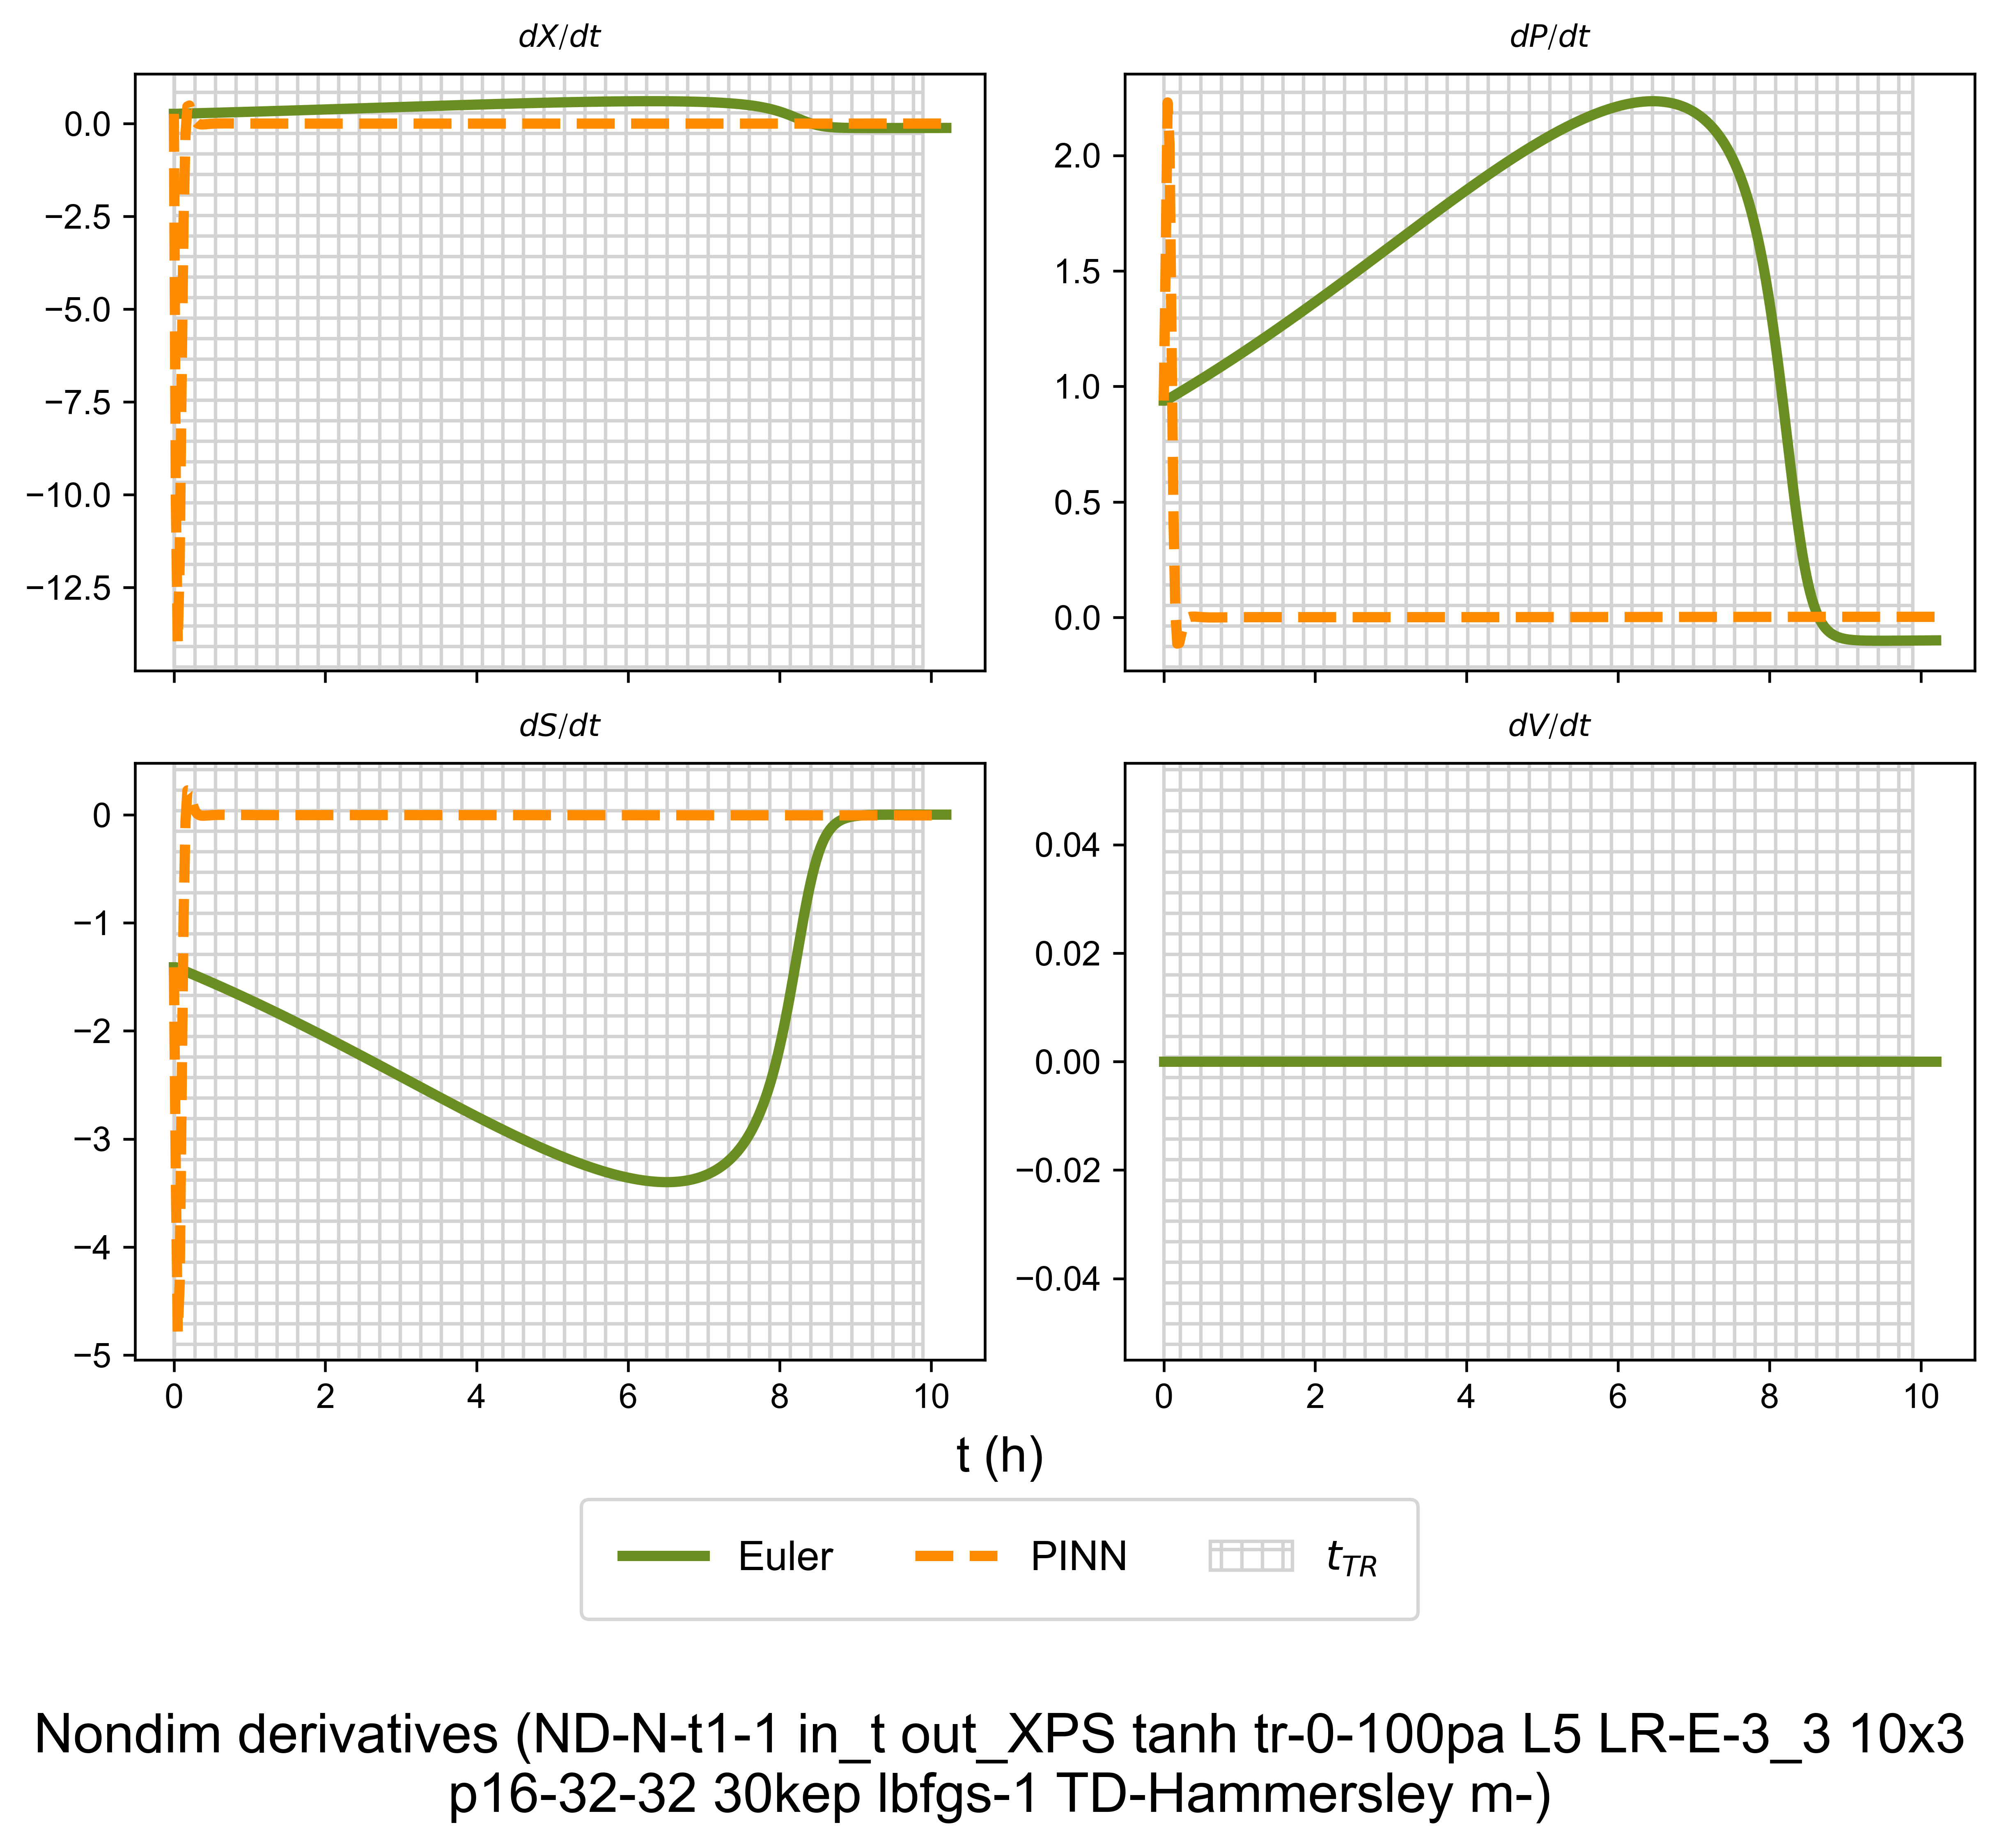 dX/dt
dP/dt
0.0
−2.5
−5.0
−7.5
−10.0
−12.5
2.0
1.5
1.0
0.5
0.0
dS/dt
dV/dt
0
−1
−2
−3
−4
−5
0.04
0.02
0.00
−0.02
−0.04
0 2 4 6 8 10
0 2 4 6 8 10
t (h)
Euler PINN t_TR
Nondim derivatives (ND-N-t1-1 in_t out_XPS tanh tr-0-100pa L5 LR-E-3_3 10x3
p16-32-32 30kep lbfgs-1 TD-Hammersley m-)